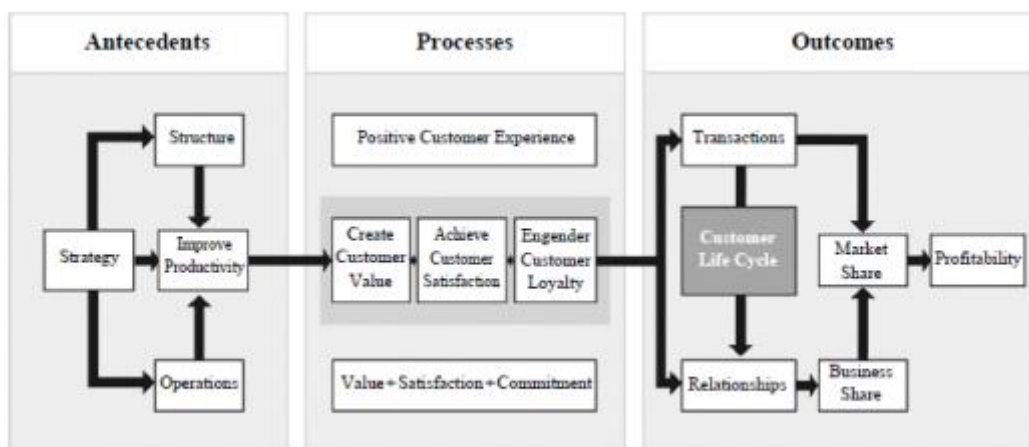 Antecedents
Structure
Strategy
Improve
Productivity
Operations
Processes
Positive Customer Experience
Create
Customer
Value
Achieve
Customer
Satisfaction
Engender
Customer
Loyalty
Value+Satisfaction+Commitment
Outcomes
Transactions
Customer
Life Cycle
Market
Share
Profitability
Relationships
Business
Share